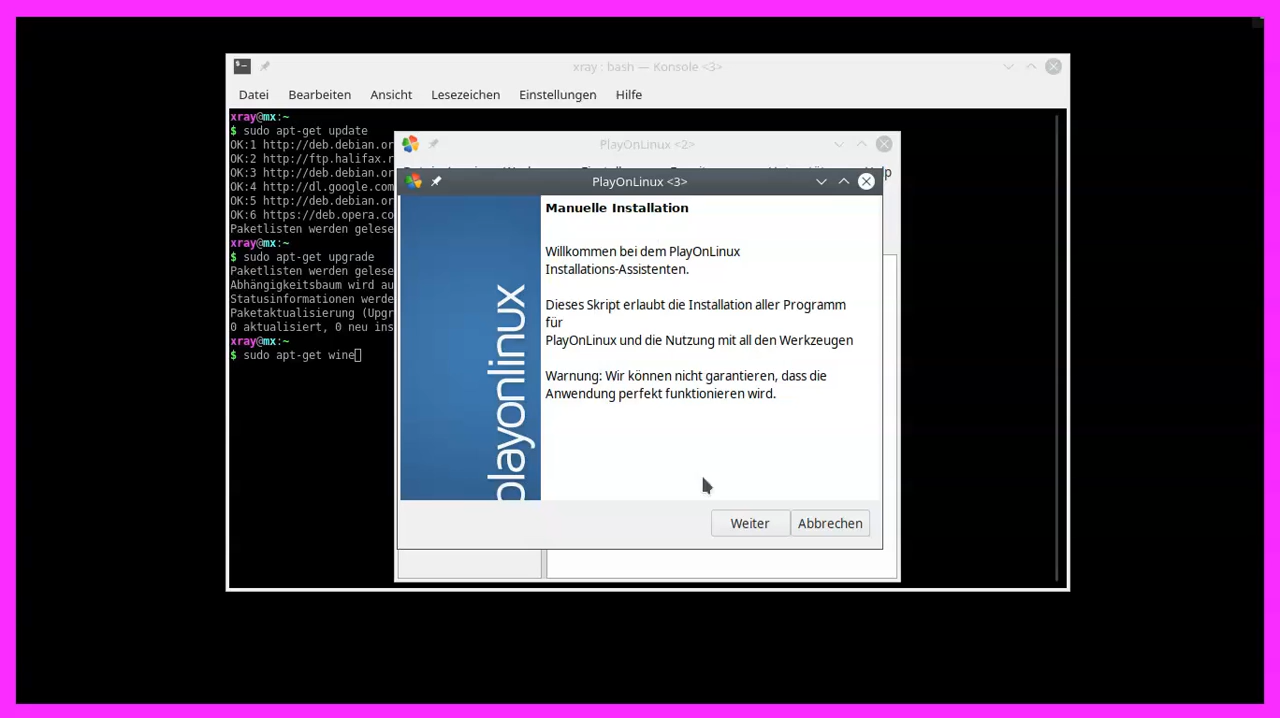 xray : bash — Konsole <3>
Datei Bearbeiten Ansicht Lesezeichen Einstellungen Hilfe
xray@mx:~
$ sudo apt-get update
OK:1 http://deb.debian.or
OK:2 http://ftp.halifax.r
OK:3 http://deb.debian.or
OK:4 http://dl.google.com
OK:5 http://deb.debian.or
OK:6 https://deb.opera.co
Paketlisten werden gelese
xray@mx:~
$ sudo apt-get upgrade
Paketlisten werden gelese
Abhängigkeitsbaum wird au
Statusinformationen werde
Paketaktualisierung (Upgr
0 aktualisiert, 0 neu ins
xray@mx:~
$ sudo apt-get wine
PlayOnLinux <2>
PlayOnLinux <3>
playonlinux
Manuelle Installation
Willkommen bei dem PlayOnLinux
Installations-Assistenten.
Dieses Skript erlaubt die Installation aller Programm
für
PlayOnLinux und die Nutzung mit all den Werkzeugen
Warnung: Wir können nicht garantieren, dass die
Anwendung perfekt funktionieren wird.
Weiter Abbrechen